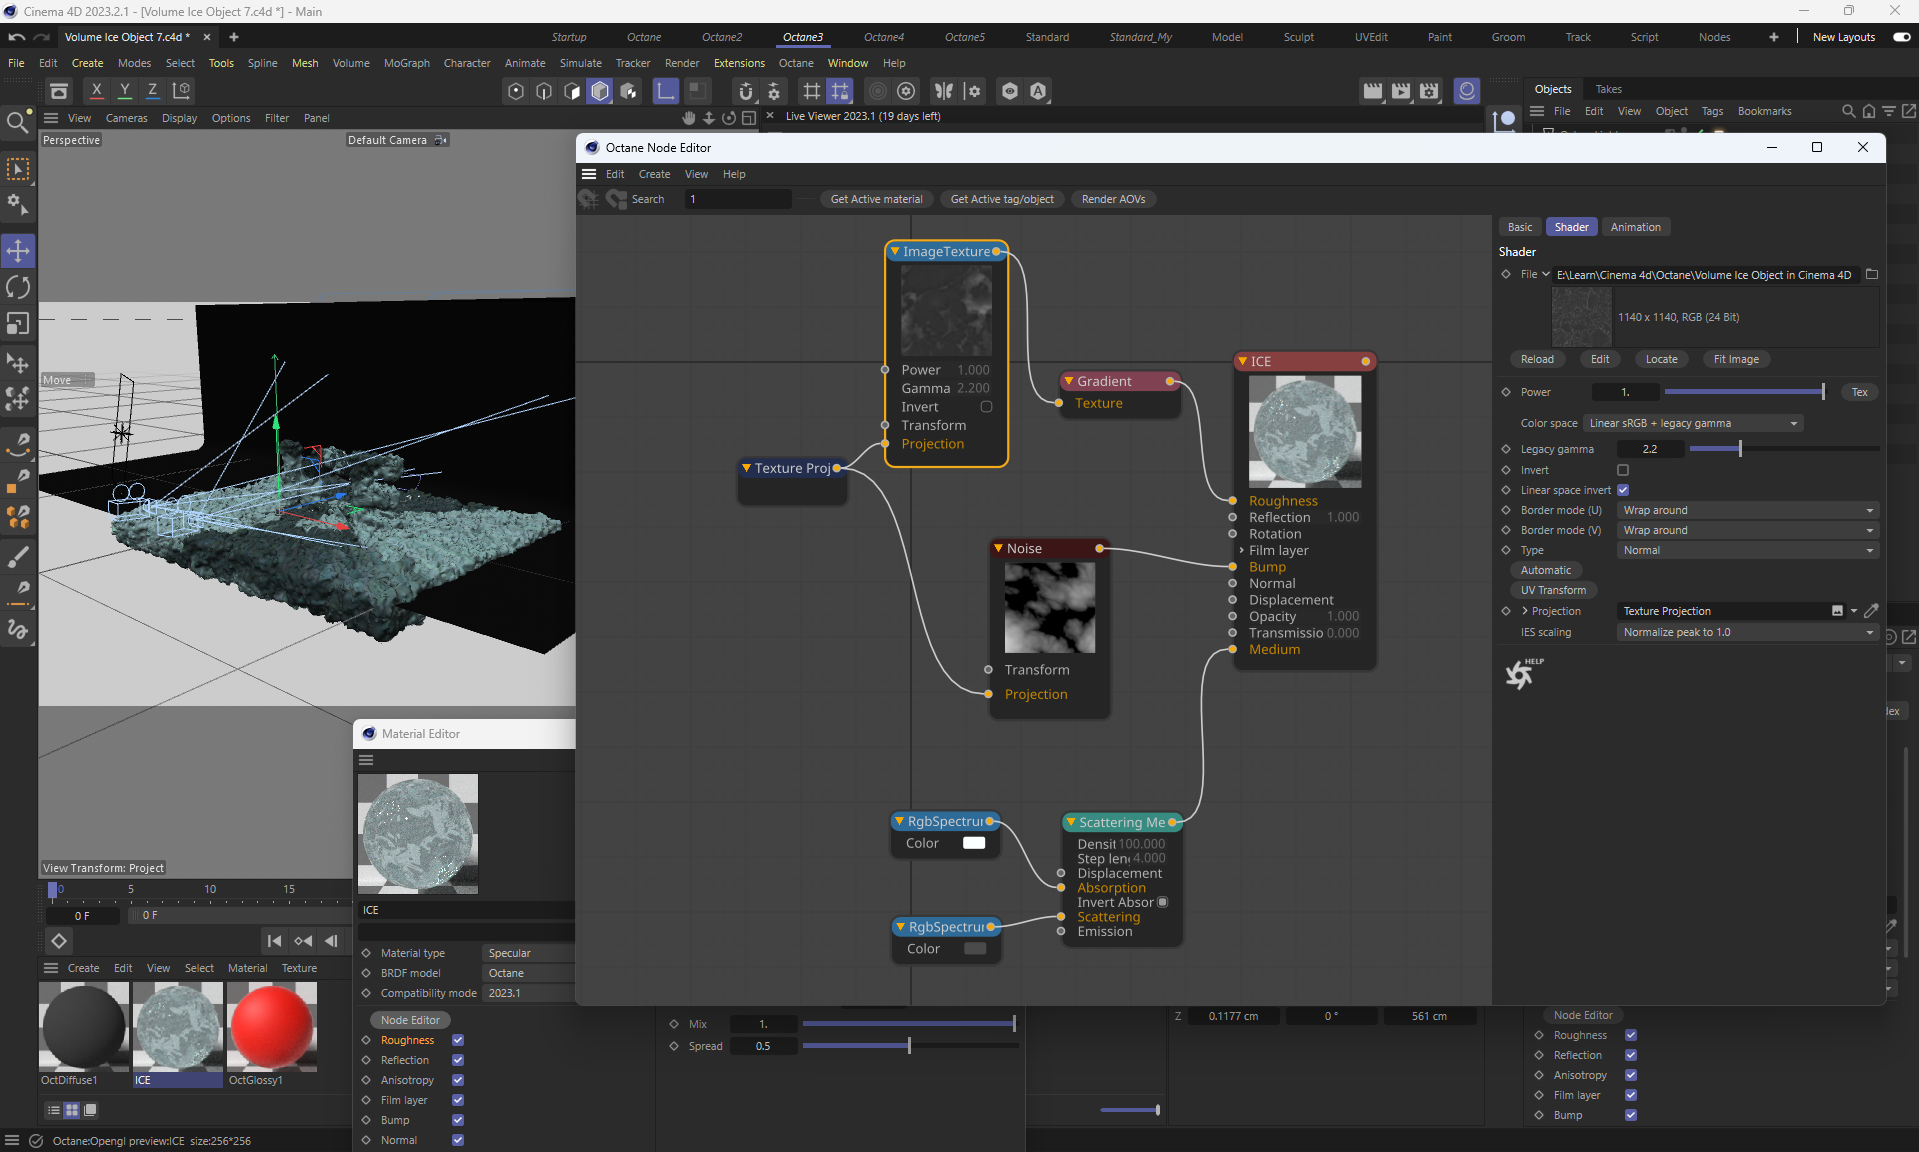 Cinema 4D 2023.2.1 - [Volume Ice Object 7.c4d *] - Main
Volume Ice Object 7.c4d *
Startup Octane Octane2 Octane3 Octane4 Octane5 Standard Standard_My Model Sculpt UVEdit Paint Groom Track Script Nodes New Layouts
File Edit Create Modes Select Tools Spline Mesh Volume MoGraph Character Animate Simulate Tracker Render Extensions Octane Window Help
X Y Z
Objects Takes
View Cameras Display Options Filter Panel
Live Viewer 2023.1 (19 days left)
File Edit View Object Tags Bookmarks
Perspective
Default Camera
Octane Node Editor
Edit Create View Help
Search 1 Get Active material Get Active tag/object Render AOVs
Move
View Transform: Project
ImageTexture
Power 1.000
Gamma 2.200
Invert
Transform
Projection
Texture Proj
Gradient
Texture
Noise
Transform
Projection
ICE
Roughness
Reflection 1.000
Rotation
Film layer
Bump
Normal
Displacement
Opacity 1.000
Transmissio 0.000
Medium
RgbSpectrur
Color
RgbSpectrur
Color
Scattering Me
Densit 100.000
Step len 4.000
Displacement
Absorption
Invert Absor
Scattering
Emission
Basic Shader Animation
Shader
File E:\Learn\Cinema 4d\Octane\Volume Ice Object in Cinema 4D
1140 x 1140, RGB (24 Bit)
Reload Edit Locate Fit Image
Power 1. Tex
Color space Linear sRGB + legacy gamma
Legacy gamma 2.2
Invert
Linear space invert
Border mode (U) Wrap around
Border mode (V) Wrap around
Type Normal
Automatic
UV Transform
Projection Texture Projection
IES scaling Normalize peak to 1.0
HELP
0 5 10 15
0 F 0 F
Create Edit View Select Material Texture
OctDiffuse1 ICE OctGlossy1
Octane:Opengl preview:ICE size:256*256
Material Editor
ICE
Material type Specular
BRDF model Octane
Compatibility mode 2023.1
Node Editor
Roughness
Reflection
Anisotropy
Film layer
Bump
Normal
Mix 1.
Spread 0.5
Z 0.1177 cm 0 ° 561 cm
Node Editor
Roughness
Reflection
Anisotropy
Film layer
Bump